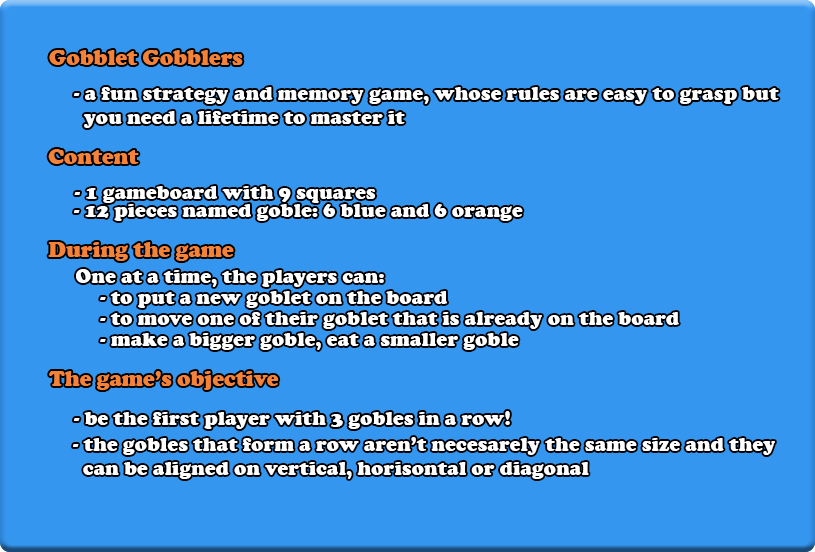 Gobblet Gobblers
- a fun strategy and memory game, whose rules are easy to grasp but
you need a lifetime to master it
Content
- 1 gameboard with 9 squares
- 12 pieces named goble: 6 blue and 6 orange
During the game
One at a time, the players can:
- to put a new goblet on the board
- to move one of their goblet that is already on the board
- make a bigger goble, eat a smaller goble
The game's objective
- be the first player with 3 gobles in a row!
- the gobles that form a row aren't necesarely the same size and they
can be aligned on vertical, horisontal or diagonal